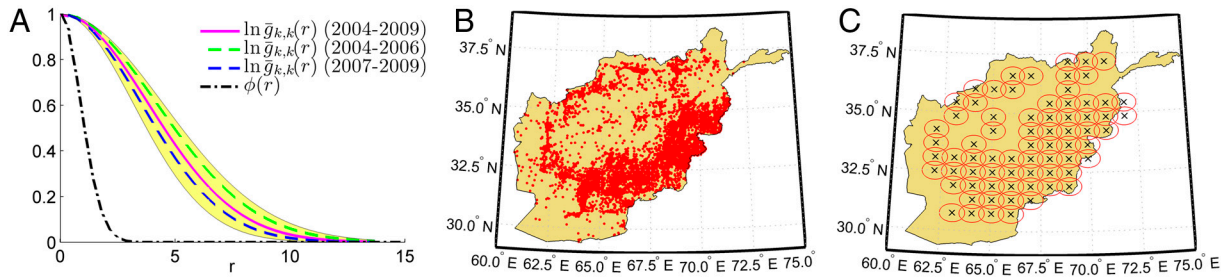 A
1
0.8
0.6
0.4
0.2
0
0 5 10 15
r
ln ḡk,k(r) (2004-2009)
ln ḡk,k(r) (2004-2006)
ln ḡk,k(r) (2007-2009)
ϕ(r)
B
37.5° N
35.0° N
32.5° N
30.0° N
60.0° E 62.5° E 65.0° E 67.5° E 70.0° E 72.5° E 75.0° E
C
37.5° N
35.0° N
32.5° N
30.0° N
60.0° E 62.5° E 65.0° E 67.5° E 70.0° E 72.5° E 75.0° E